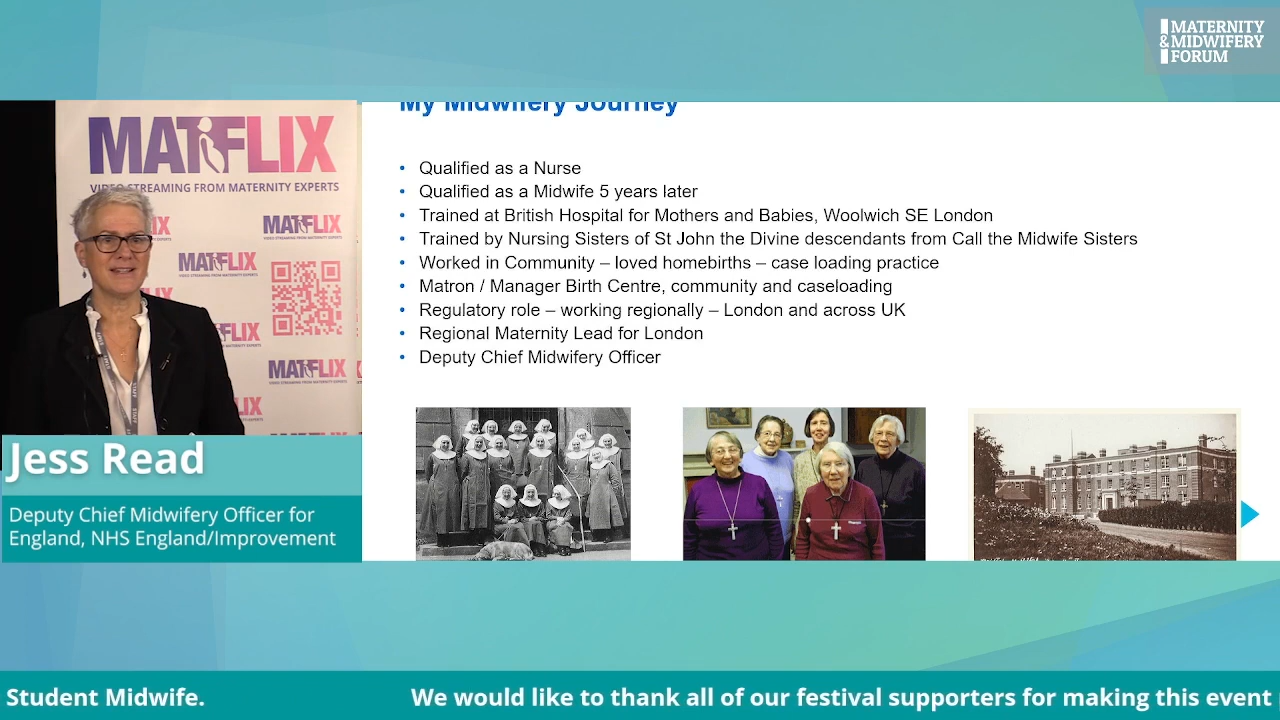 MATERNITY
&MIDWIFERY
FORUM
MATFLIX
VIDEO STREAMING FROM MATERNITY EXPERTS
MATFLIX
MATFLIX
MATFLIX
Jess Read
Deputy Chief Midwifery Officer for
England, NHS England/Improvement
My Midwifery Journey
• Qualified as a Nurse
• Qualified as a Midwife 5 years later
• Trained at British Hospital for Mothers and Babies, Woolwich SE London
• Trained by Nursing Sisters of St John the Divine descendants from Call the Midwife Sisters
• Worked in Community – loved homebirths – case loading practice
• Matron / Manager Birth Centre, community and caseloading
• Regulatory role – working regionally – London and across UK
• Regional Maternity Lead for London
• Deputy Chief Midwifery Officer
Student Midwife. We would like to thank all of our festival supporters for making this event